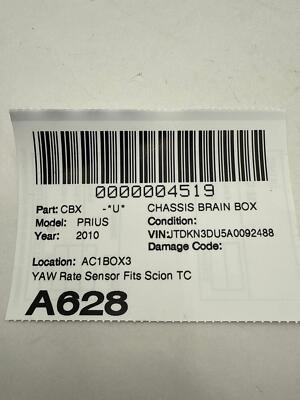 0000004519
Part: CBX -*U* CHASSIS BRAIN BOX
Model: PRIUS Condition:
Year: 2010 VIN:JTDKN3DU5A0092488
Damage Code:
Location: AC1BOX3
YAW Rate Sensor Fits Scion TC
A628